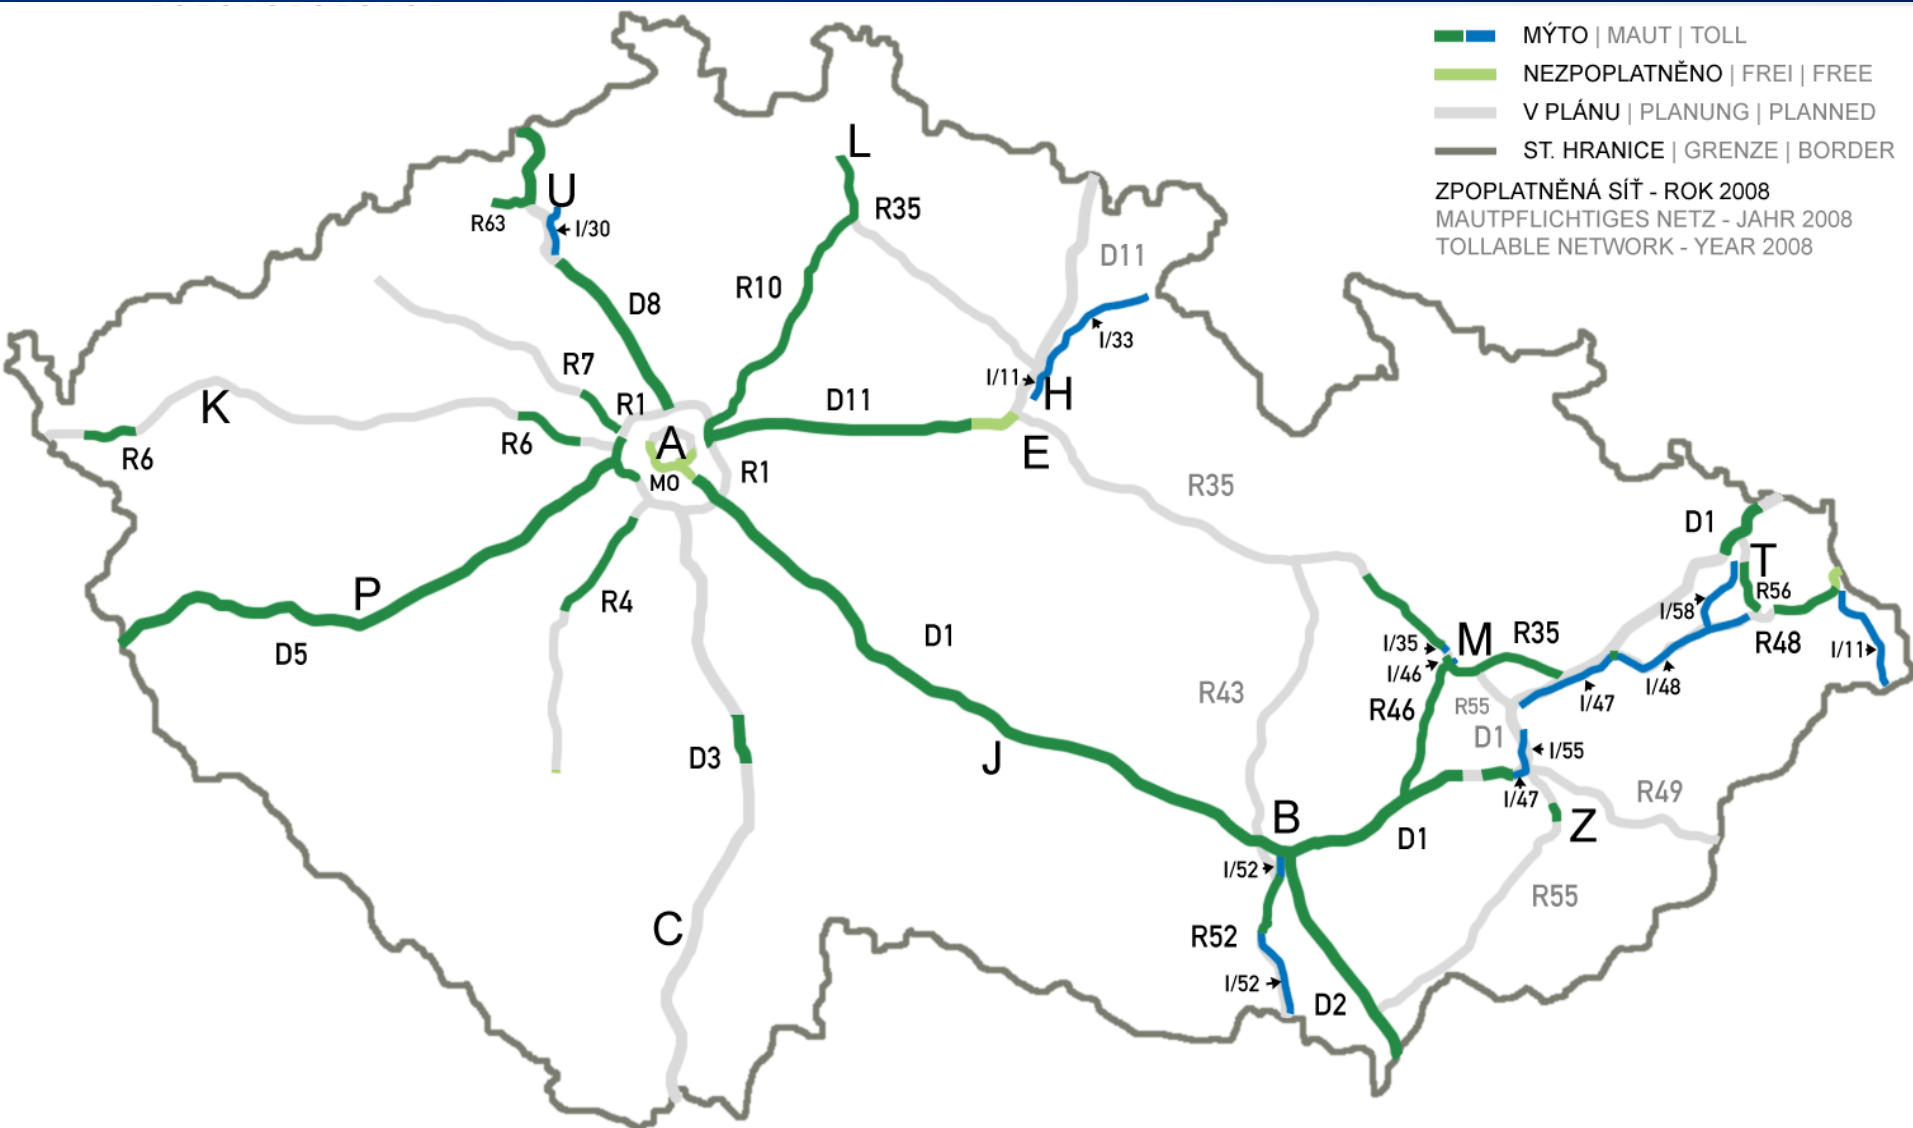 MÝTO | MAUT | TOLL
NEZPOPLATNĚNO | FREI | FREE
V PLÁNU | PLANUNG | PLANNED
ST. HRANICE | GRENZE | BORDER
ZPOPLATNĚNÁ SÍŤ - ROK 2008
MAUTPFLICHTIGES NETZ - JAHR 2008
TOLLABLE NETWORK - YEAR 2008
L
U
R63
I/30
R35
D11
R10
D8
I/33
R7
I/11
H
K
R1
D11
R6
R6
A
E
R1
MO
R35
D1
T
P
R4
R56
I/58
D5
D1
I/35
M
R35
R48
I/11
I/46
R43
R46
R55
I/48
I/47
D3
J
D1
I/55
I/47
R49
B
Z
D1
I/52
R55
C
R52
I/52
D2